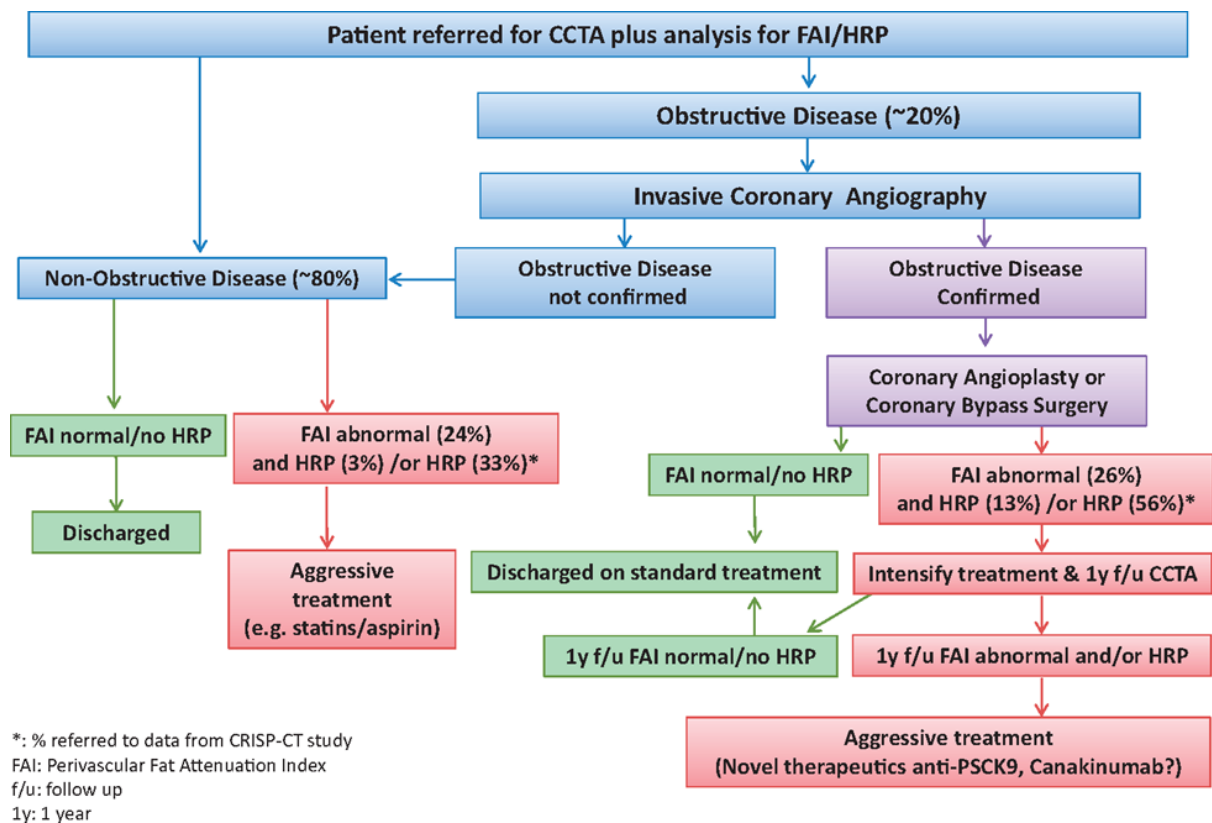 Patient referred for CCTA plus analysis for FAI/HRP
Obstructive Disease (~20%)
Invasive Coronary Angiography
Non-Obstructive Disease (~80%)
Obstructive Disease
not confirmed
Obstructive Disease
Confirmed
Coronary Angioplasty or
Coronary Bypass Surgery
FAI normal/no HRP
FAI abnormal (24%)
and HRP (3%) /or HRP (33%)*
FAI normal/no HRP
FAI abnormal (26%)
and HRP (13%) /or HRP (56%)*
Discharged
Aggressive
treatment
(e.g. statins/aspirin)
Discharged on standard treatment
Intensify treatment & 1y f/u CCTA
1y f/u FAI normal/no HRP
1y f/u FAI abnormal and/or HRP
Aggressive treatment
(Novel therapeutics anti-PSCK9, Canakinumab?)
*: % referred to data from CRISP-CT study
FAI: Perivascular Fat Attenuation Index
f/u: follow up
1y: 1 year